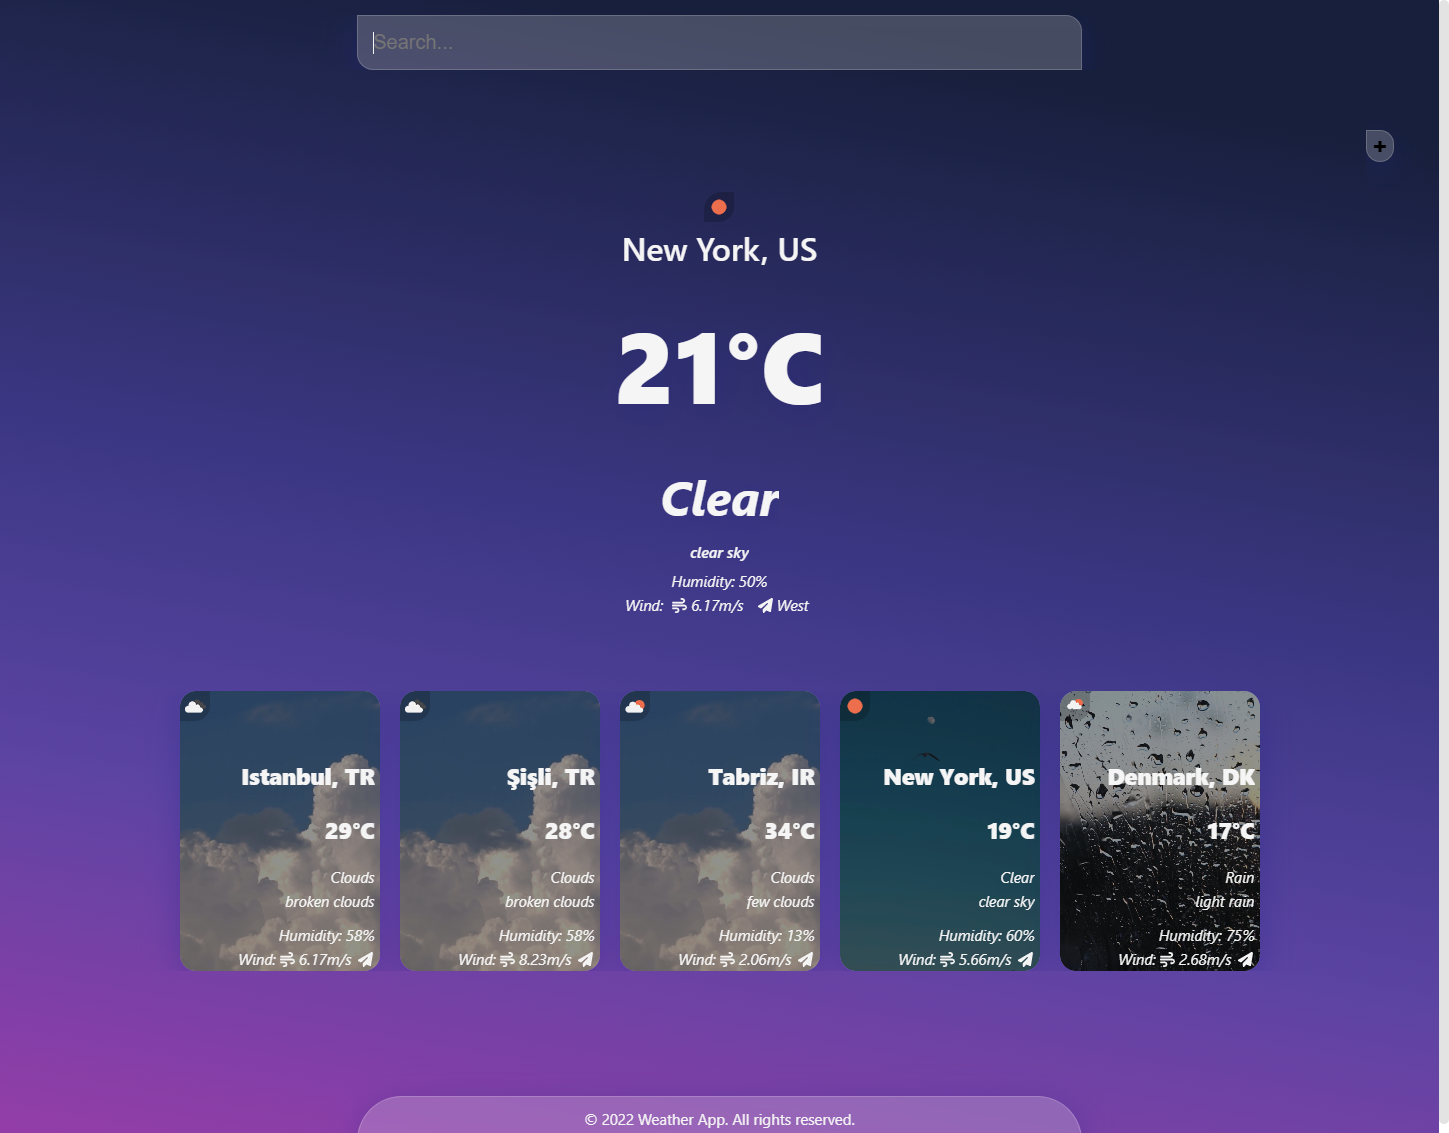 Search...
New York, US
21°C
Clear
clear sky
Humidity: 50%
Wind: 6.17m/s West
Istanbul, TR
29°C
Clouds
broken clouds
Humidity: 58%
Wind: 6.17m/s
Şişli, TR
28°C
Clouds
broken clouds
Humidity: 58%
Wind: 8.23m/s
Tabriz, IR
34°C
Clouds
few clouds
Humidity: 13%
Wind: 2.06m/s
New York, US
19°C
Clear
clear sky
Humidity: 60%
Wind: 5.66m/s
Denmark, DK
17°C
Rain
light rain
Humidity: 75%
Wind: 2.68m/s
© 2022 Weather App. All rights reserved.